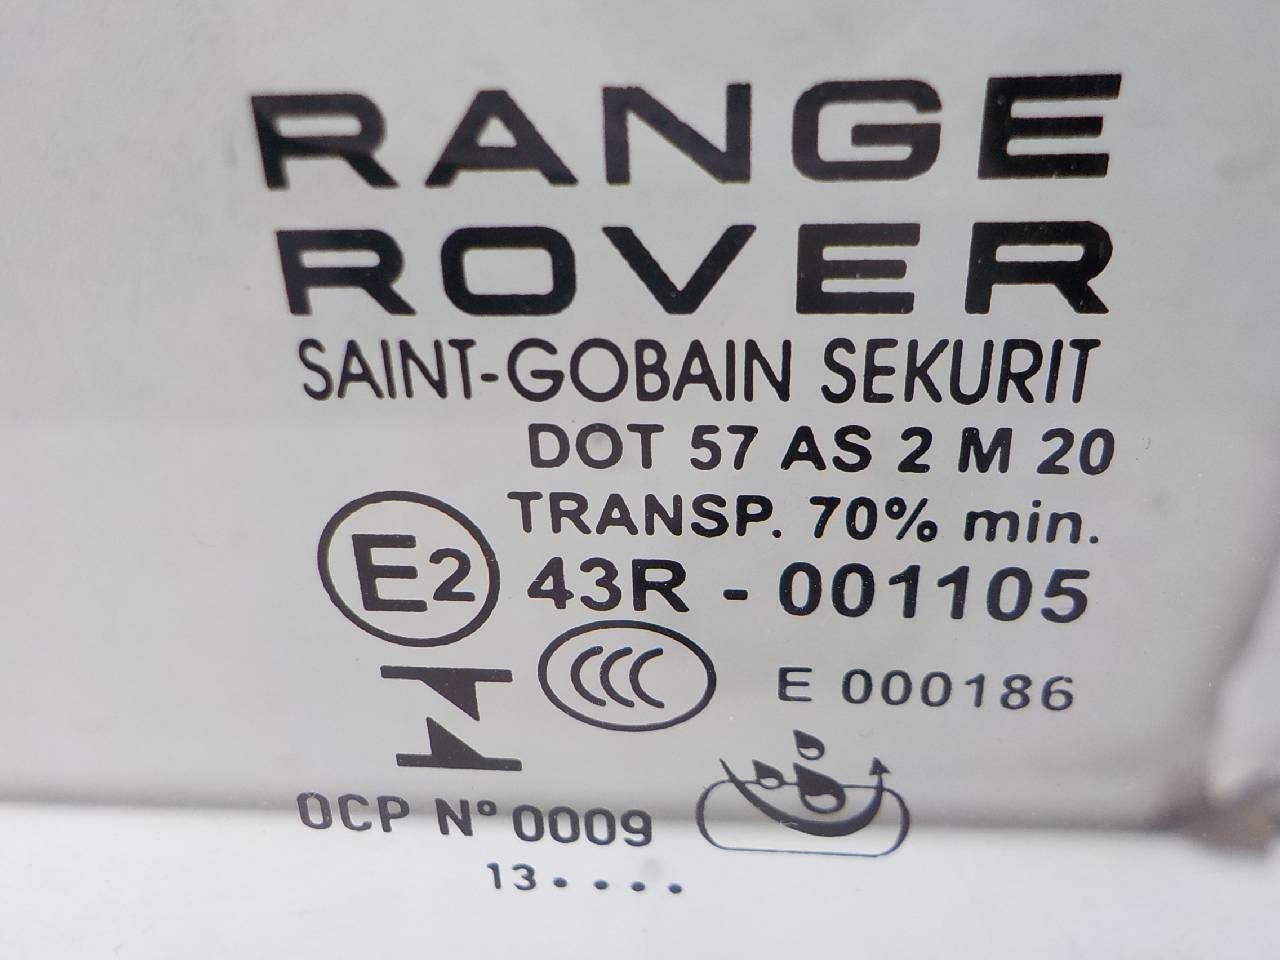 RANGE
ROVER
SAINT-GOBAIN SEKURIT
DOT 57 AS 2 M 20
TRANSP. 70% min.
E2 43R - 001105
CCC E 000186
OCP Nº 0009
13 . . . .